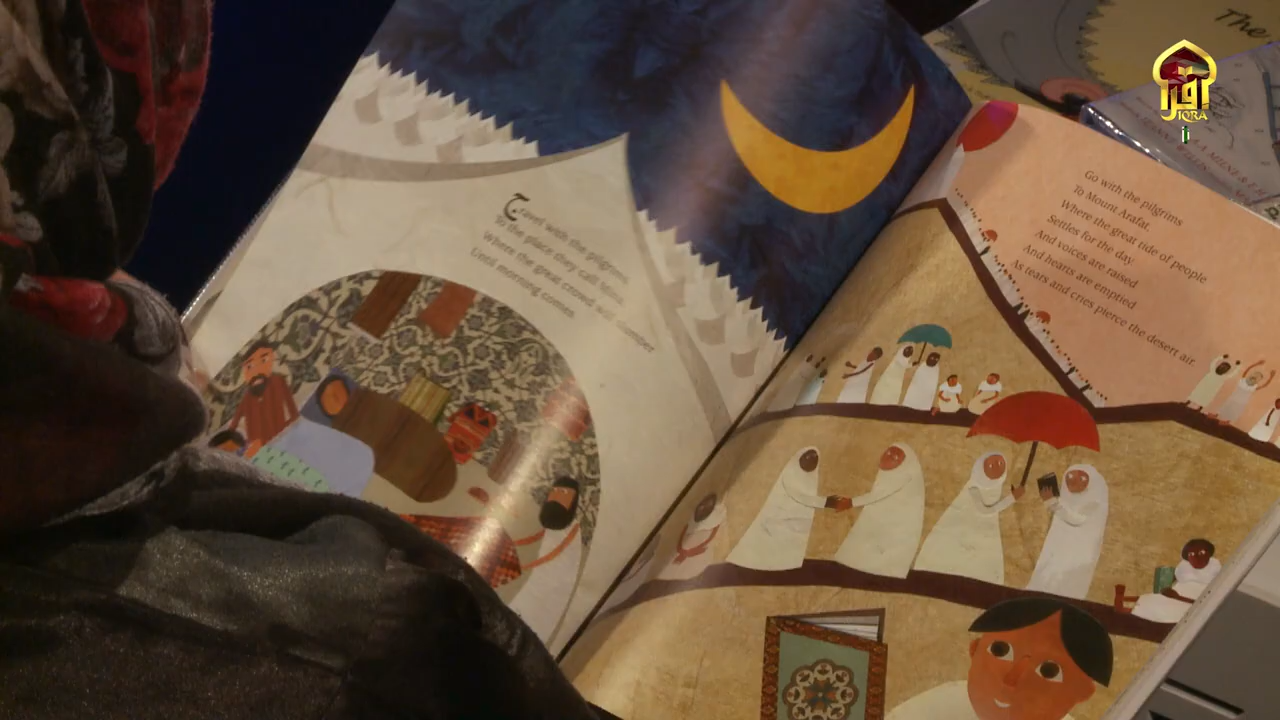 Travel with the pilgrims
To the place they call Mina,
Where the great crowd will slumber
Until morning comes
Go with the pilgrims
To Mount Arafat,
Where the great tide of people
Settles for the day
And voices are raised
And hearts are emptied
As tears and cries pierce the desert air.
The
اقرأ
IQRA